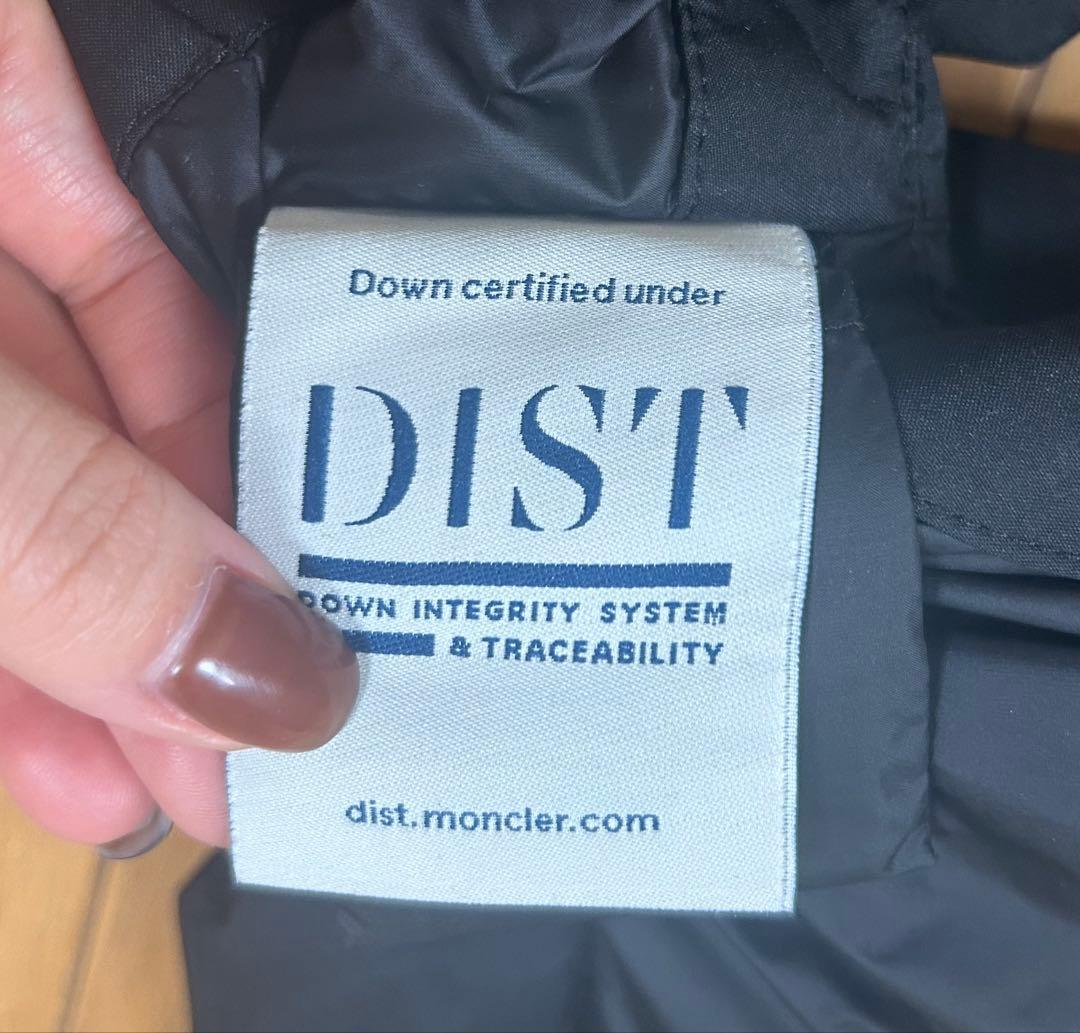 Down certified under
DIST
DOWN INTEGRITY SYSTEM
& TRACEABILITY
dist.moncler.com